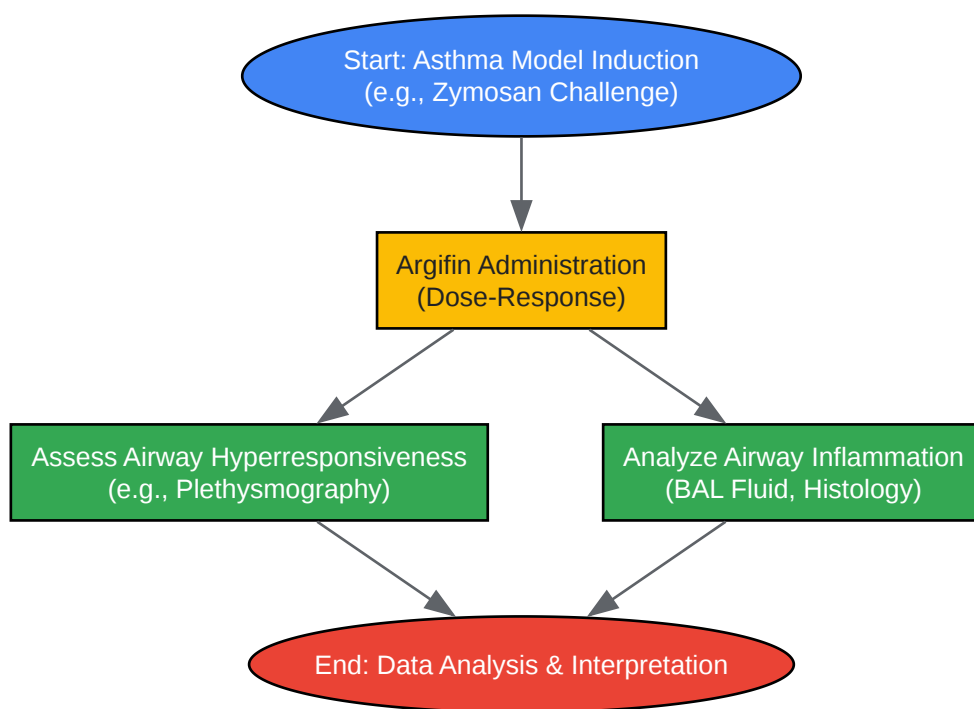 Start: Asthma Model Induction
(e.g., Zymosan Challenge)
Argifin Administration
(Dose-Response)
Assess Airway Hyperresponsiveness
(e.g., Plethysmography)
Analyze Airway Inflammation
(BAL Fluid, Histology)
End: Data Analysis & Interpretation